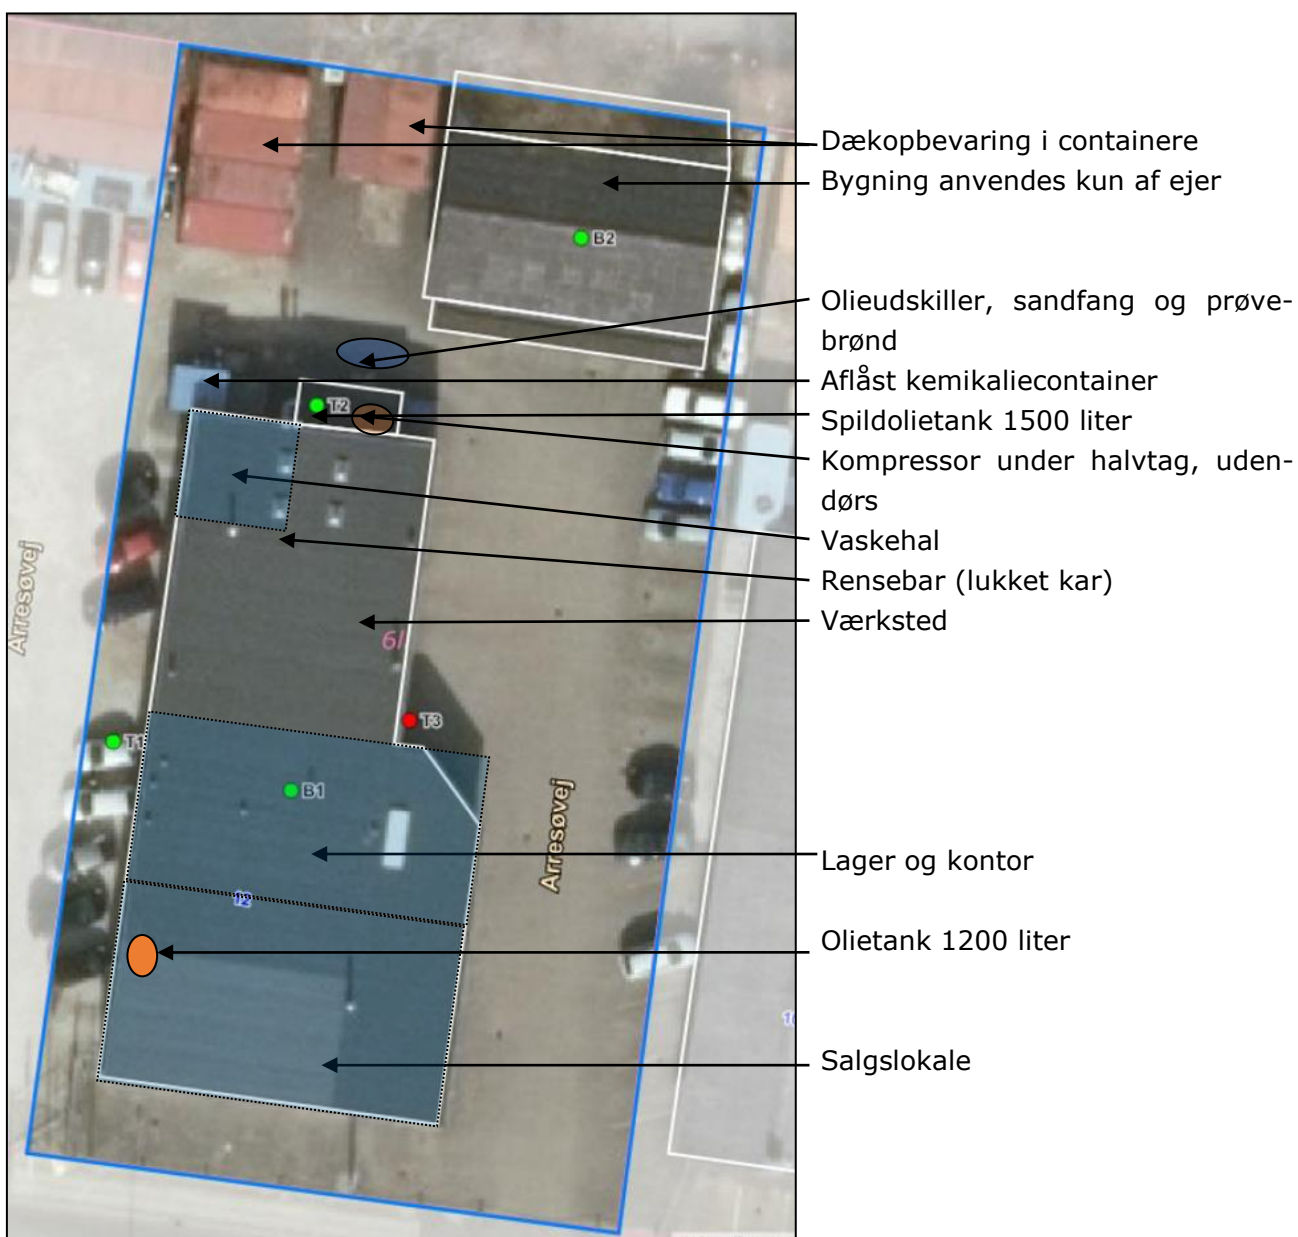 Dækopbevaring i containere
Bygning anvendes kun af ejer
B2
Olieudskiller, sandfang og prøve-
brønd
Aflåst kemikaliecontainer
T2
Spildolietank 1500 liter
Kompressor under halvtag, uden-
dørs
Vaskehal
Rensebar (lukket kar)
Værksted
Arresøvej
6l
T3
T1
B1
Arresøvej
Lager og kontor
12
Olietank 1200 liter
Salgslokale